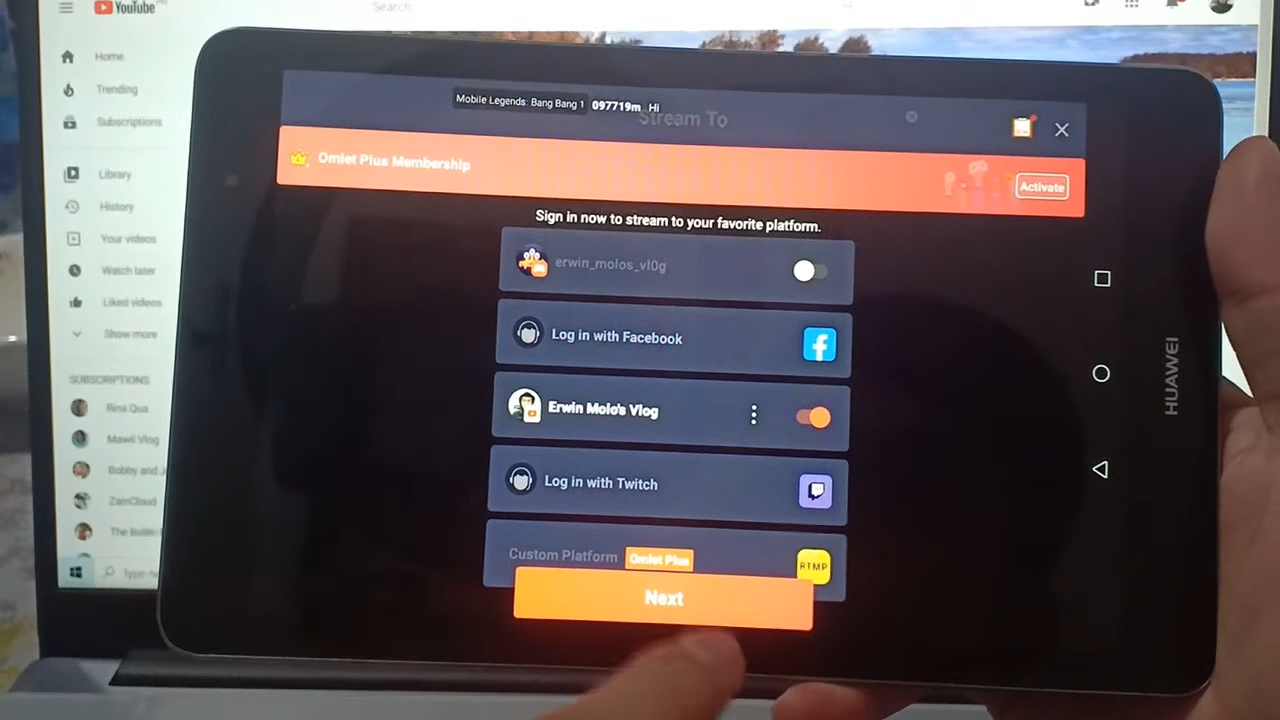 YouTube
Search
Home
Trending
Subscriptions
Library
History
Your videos
Watch later
Liked videos
Show more
SUBSCRIPTIONS
Rina Qua
Mawii Vlog
Bobby and J
ZamCloud
The
Type h
Mobile Legends: Bang Bang 1 097719m Hi
Stream To
Omlet Plus Membership
Activate
Sign in now to stream to your favorite platform.
erwin_molos_vl0g
Log in with Facebook
Erwin Molo's Vlog
Log in with Twitch
Custom Platform Omlet Plus
RTMP
Next
HUAWEI